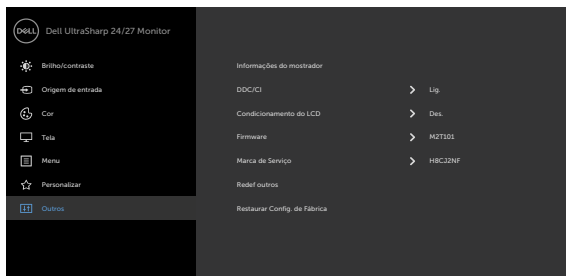 DELL Dell UltraSharp 24/27 Monitor
Brilho/contraste Informações do mostrador
Origem de entrada DDC/CI Lig.
Cor Condicionamento do LCD Des.
Tela Firmware M2T101
Menu Marca de Serviço H8CJ2NF
Personalizar Redef outros
Outros Restaurar Config. de Fábrica